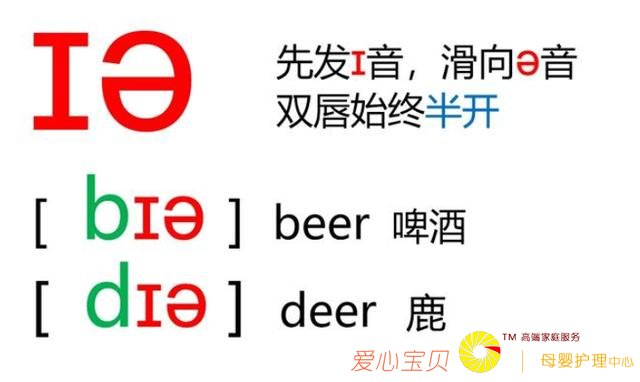 ɪə
先发ɪ音，滑向ə音
双唇始终半开
[ bɪə ] beer 啤酒
[ dɪə ] deer 鹿
爱心宝贝 TM 高端家庭服务 | 母婴护理中心